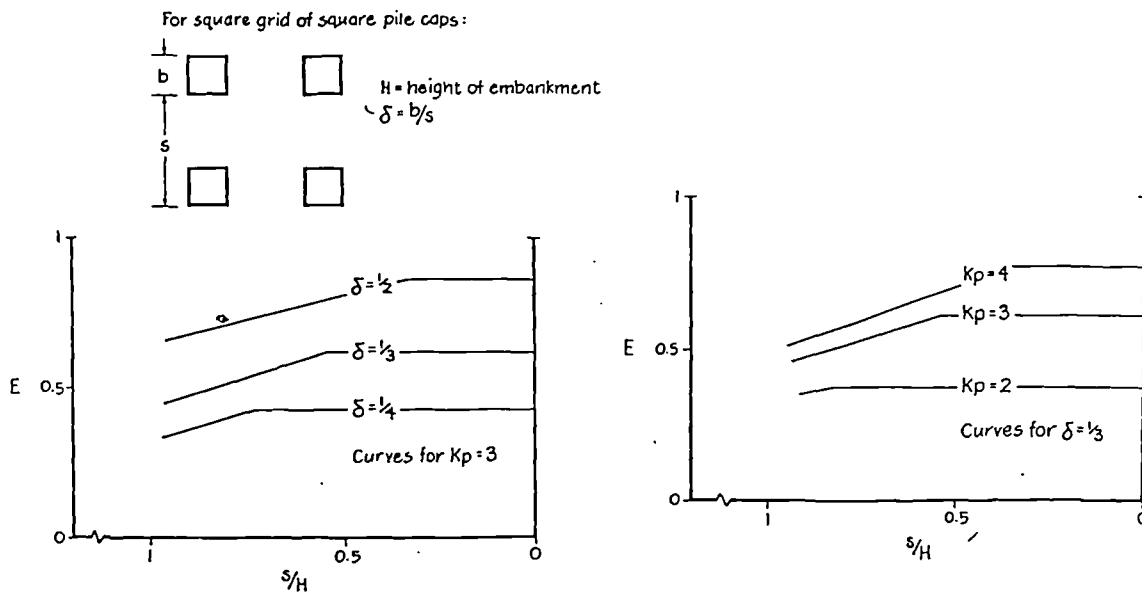 For square grid of square pile caps:
b
s
H = height of embankment
δ = b/s
1
E 0.5
0
δ = 1/2
δ = 1/3
δ = 1/4
Curves for Kp = 3
1 0.5 0
s/H
1
E 0.5
0
Kp = 4
Kp = 3
Kp = 2
Curves for δ = 1/3
1 0.5 0
s/H